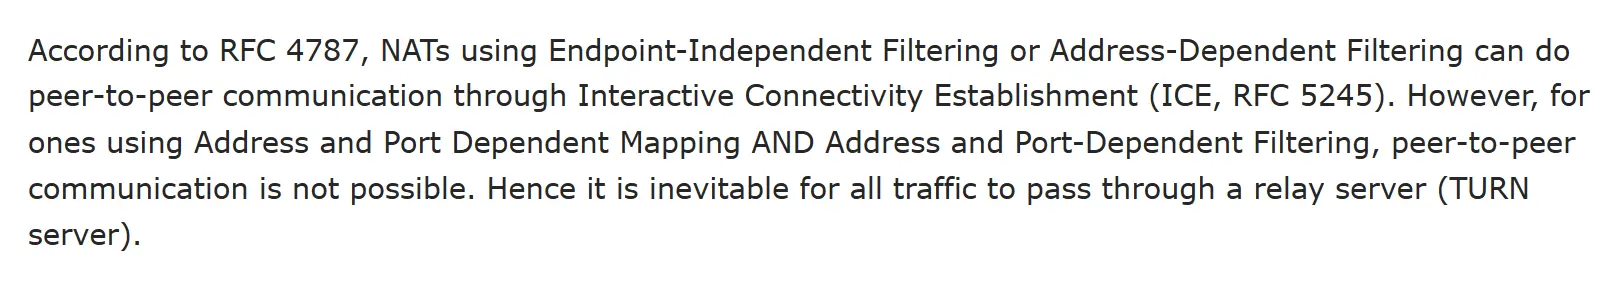 According to RFC 4787, NATs using Endpoint-Independent Filtering or Address-Dependent Filtering can do
peer-to-peer communication through Interactive Connectivity Establishment (ICE, RFC 5245). However, for
ones using Address and Port Dependent Mapping AND Address and Port-Dependent Filtering, peer-to-peer
communication is not possible. Hence it is inevitable for all traffic to pass through a relay server (TURN
server).